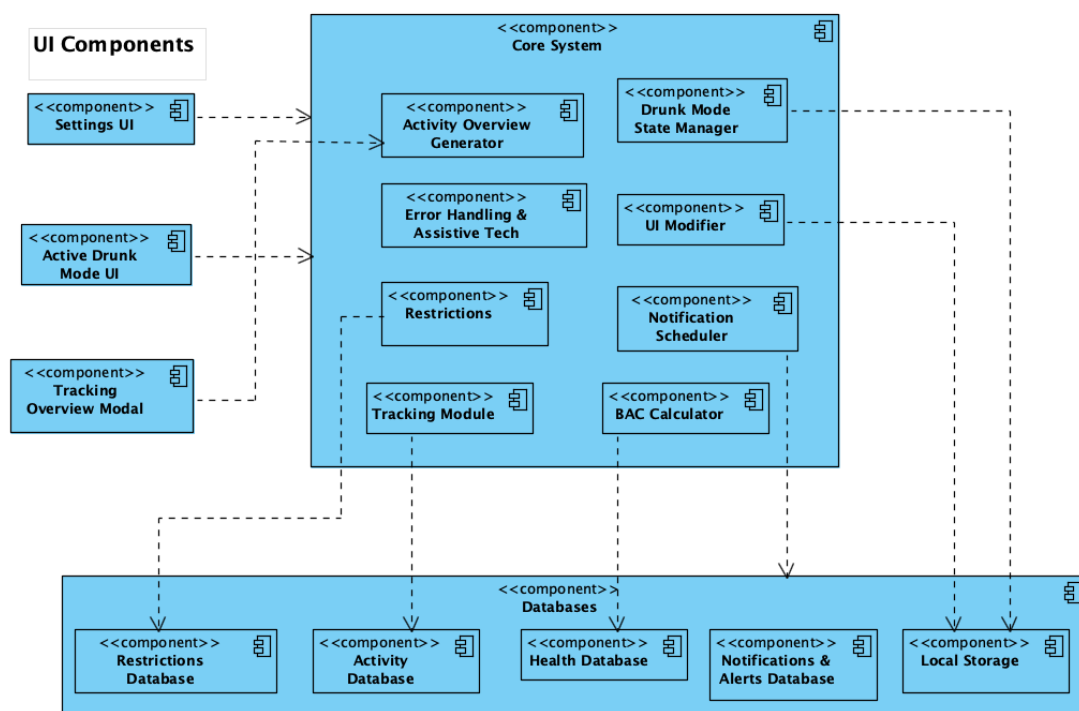 UI Components
<<component>>
Settings UI
<<component>>
Active Drunk
Mode UI
<<component>>
Tracking
Overview Modal
<<component>>
Core System
<<component>>
Activity Overview
Generator
<<component>>
Drunk Mode
State Manager
<<component>>
Error Handling &
Assistive Tech
<<component>>
UI Modifier
<<component>>
Restrictions
<<component>>
Notification
Scheduler
<<component>>
Tracking Module
<<component>>
BAC Calculator
<<component>>
Databases
<<component>>
Restrictions
Database
<<component>>
Activity
Database
<<component>>
Health Database
<<component>>
Notifications &
Alerts Database
<<component>>
Local Storage